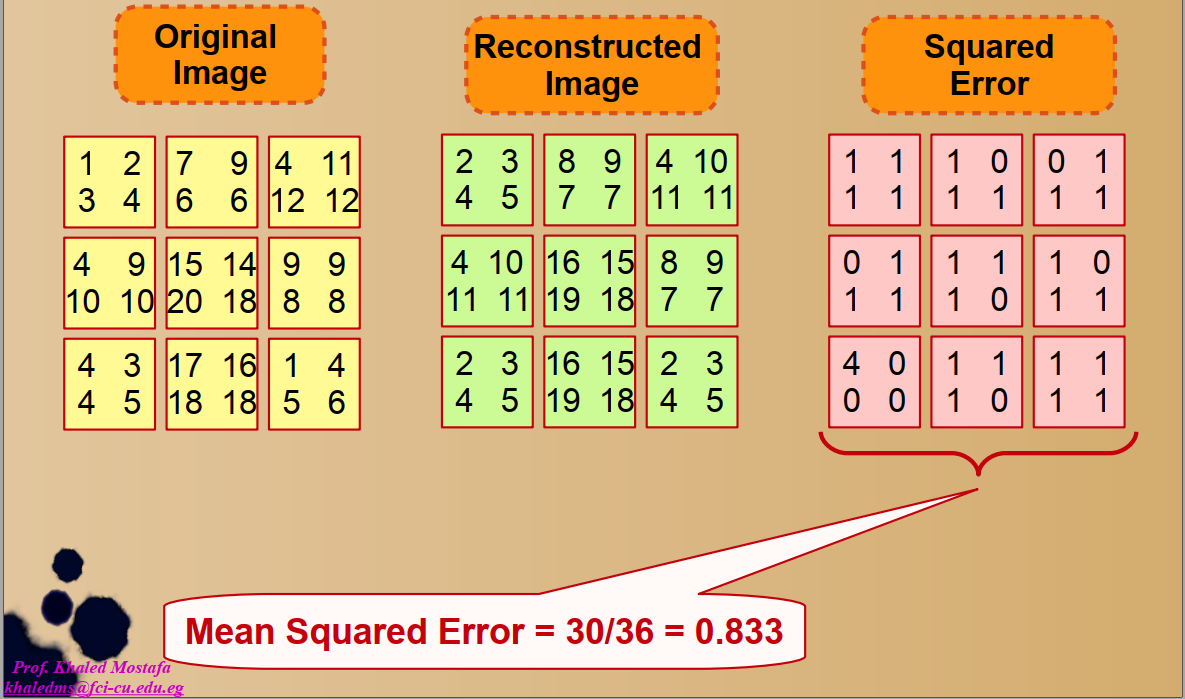 Original
Image
Reconstructed
Image
Squared
Error
1 2 7 9 4 11
3 4 6 6 12 12
4 9 15 14 9 9
10 10 20 18 8 8
4 3 17 16 1 4
4 5 18 18 5 6
2 3 8 9 4 10
4 5 7 7 11 11
4 10 16 15 8 9
11 11 19 18 7 7
2 3 16 15 2 3
4 5 19 18 4 5
1 1 1 0 0 1
1 1 1 1 1 1
0 1 1 1 1 0
1 1 1 0 1 1
4 0 1 1 1 1
0 0 1 0 1 1
Mean Squared Error = 30/36 = 0.833
Prof. Khaled Mostafa
khaledms@fci-cu.edu.eg